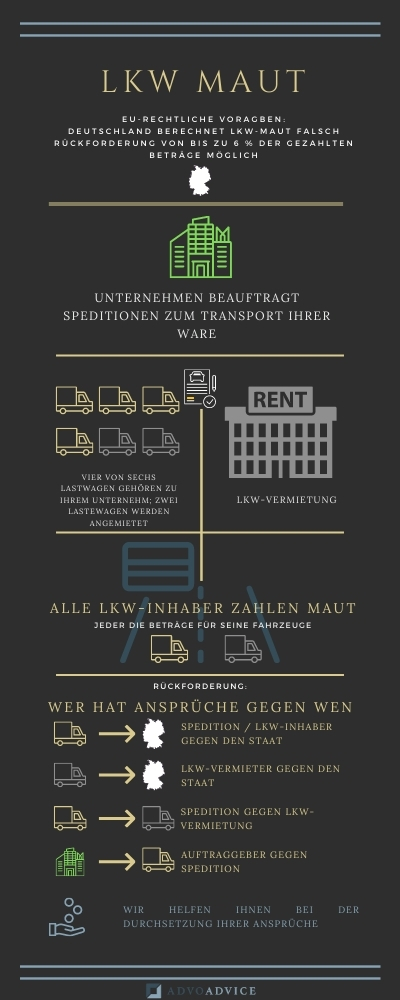 LKW MAUT
EU-RECHTLICHE VORAGBEN:
DEUTSCHLAND BERECHNET LKW-MAUT FALSCH
RÜCKFORDERUNG VON BIS ZU 6 % DER GEZAHLTEN
BETRÄGE MÖGLICH
UNTERNEHMEN BEAUFTRAGT
SPEDITIONEN ZUM TRANSPORT IHRER
WARE
RENT
VIER VON SECHS
LASTWAGEN GEHÖREN ZU
IHREM UNTERNEHM; ZWEI
LASTEWAGEN WERDEN
ANGEMIETET
LKW-VERMIETUNG
ALLE LKW-INHABER ZAHLEN MAUT
JEDER DIE BETRÄGE FÜR SEINE FAHRZEUGE
RÜCKFORDERUNG:
WER HAT ANSPRÜCHE GEGEN WEN
SPEDITION / LKW-INHABER
GEGEN DEN STAAT
LKW-VERMIETER GEGEN DEN
STAAT
SPEDITION GEGEN LKW-
VERMIETUNG
AUFTRAGGEBER GEGEN
SPEDITION
WIR HELFEN IHNEN BEI DER
DURCHSETZUNG IHRER ANSPRÜCHE
ADVOADVICE